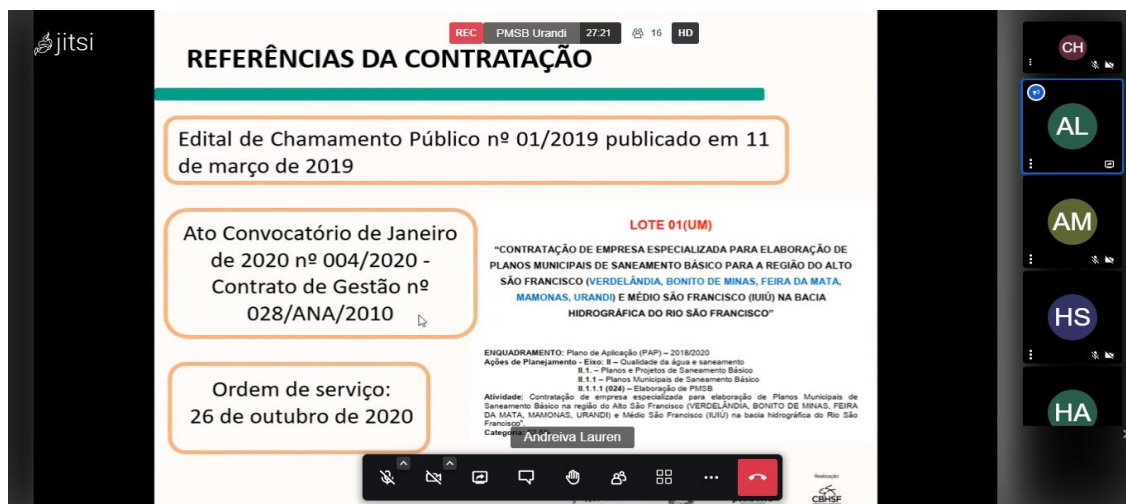 jitsi
REC PMSB Urandi 27:21 16 HD
REFERÊNCIAS DA CONTRATAÇÃO
Edital de Chamamento Público nº 01/2019 publicado em 11
de março de 2019
Ato Convocatório de Janeiro
de 2020 nº 004/2020 -
Contrato de Gestão nº
028/ANA/2010
Ordem de serviço:
26 de outubro de 2020
LOTE 01(UM)
“CONTRATAÇÃO DE EMPRESA ESPECIALIZADA PARA ELABORAÇÃO DE
PLANOS MUNICIPAIS DE SANEAMENTO BÁSICO PARA A REGIÃO DO ALTO
SÃO FRANCISCO (VERDELÂNDIA, BONITO DE MINAS, FEIRA DA MATA,
MAMONAS, URANDI) E MÉDIO SÃO FRANCISCO (IUIÚ) NA BACIA
HIDROGRÁFICA DO RIO SÃO FRANCISCO”
ENQUADRAMENTO: Plano de Aplicação (PAP) – 2018/2020
Ações de Planejamento - Eixo: II – Qualidade da água e saneamento
II.1. – Planos e Projetos de Saneamento Básico
II.1.1 – Planos Municipais de Saneamento Básico
II.1.1.1 (024) – Elaboração de PMSB
Atividade: Contratação de empresa especializada para elaboração de Planos Municipais de
Saneamento Básico na região do Alto São Francisco (VERDELÂNDIA, BONITO DE MINAS, FEIRA
DA MATA, MAMONAS, URANDI) e Médio São Francisco (IUIÚ) na bacia hidrográfica do Rio São
Francisco”.
Andreiva Lauren
Realização
CBHSF
CH
AL
AM
HS
HA